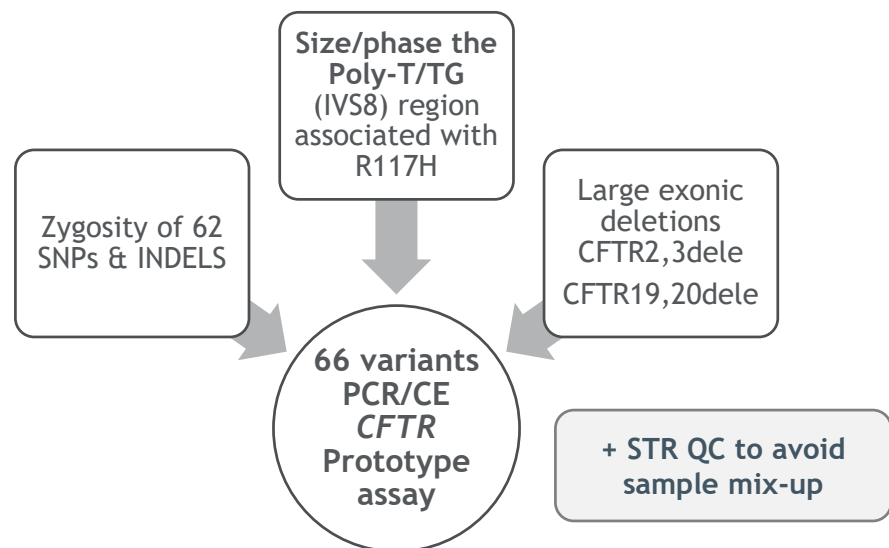 Size/phase the
Poly-T/TG
(IVS8) region
associated with
R117H
Zygosity of 62
SNPs & INDELS
Large exonic
deletions
CFTR2,3dele
CFTR19,20dele
66 variants
PCR/CE
CFTR
Prototype
assay
+ STR QC to avoid
sample mix-up